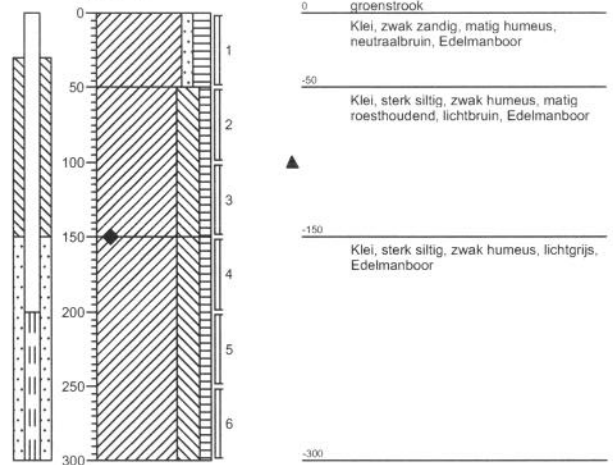 0
groenstrook
0
Klei, zwak zandig, matig humeus,
neutraalbruin, Edelmanboor
1
50
-50
Klei, sterk siltig, zwak humeus, matig
roesthoudend, lichtbruin, Edelmanboor
2
100
3
150
-150
Klei, sterk siltig, zwak humeus, lichtgrijs,
Edelmanboor
4
200
5
250
6
300
-300